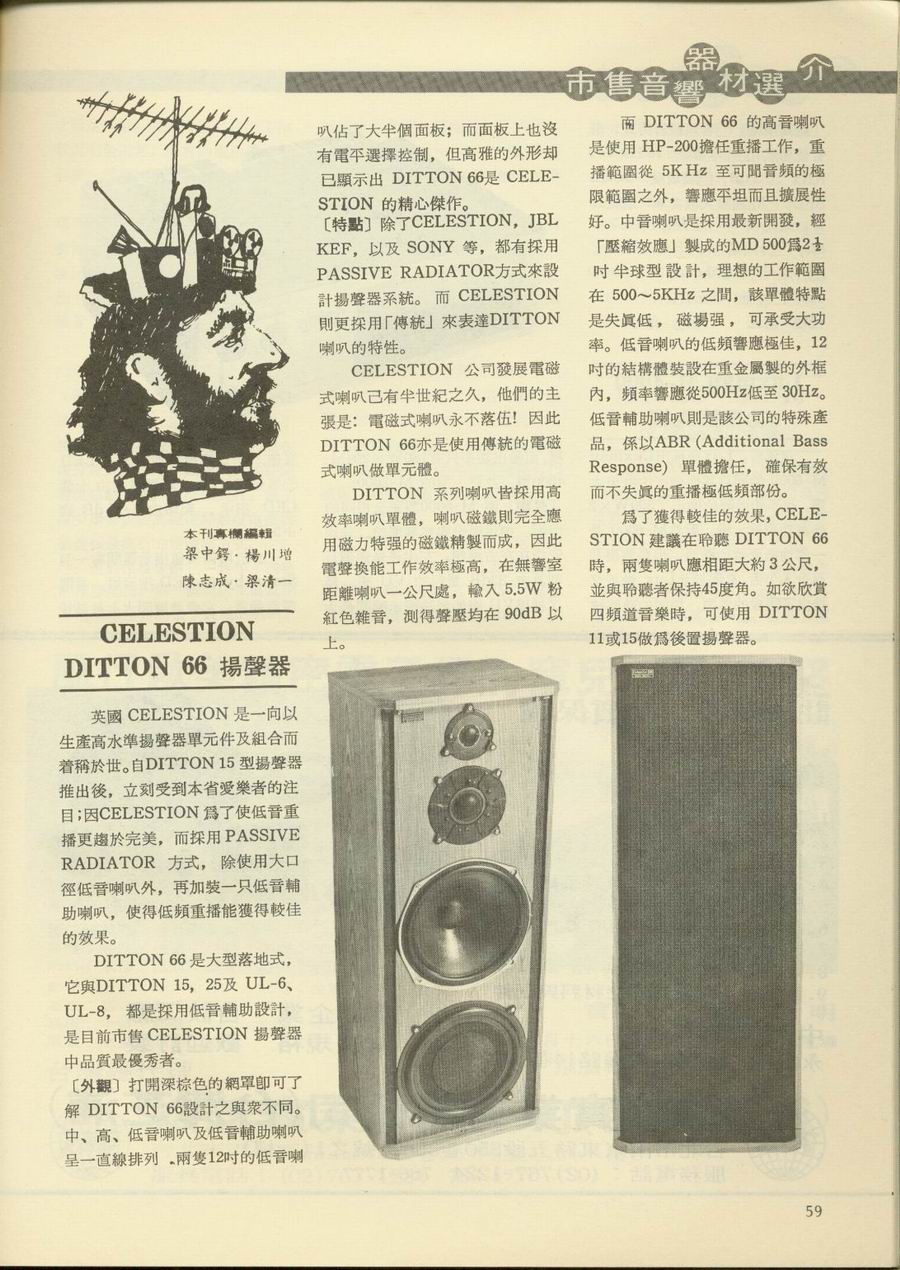 市售音響器材選介
本刊專欄編輯
梁中鍔·楊川增
陳志成·梁清一
CELESTION
DITTON 66 揚聲器
英國 CELESTION 是一向以
生產高水準揚聲器單元件及組合而
着稱於世。自DITTON 15 型揚聲器
推出後，立刻受到本省愛樂者的注
目；因CELESTION 爲了使低音重
播更趨於完美，而採用 PASSIVE
RADIATOR 方式，除使用大口
徑低音喇叭外，再加裝一只低音輔
助喇叭，使得低頻重播能獲得較佳
的效果。
DITTON 66 是大型落地式，
它與DITTON 15，25及 UL-6、
UL-8， 都是採用低音輔助設計，
是目前市售 CELESTION 揚聲器
中品質最優秀者。
〔外觀〕打開深棕色的網罩卽可了
解 DITTON 66設計之與衆不同。
中、高、低音喇叭及低音輔助喇叭
呈一直線排列．兩隻12吋的低音喇
叭佔了大半個面板；而面板上也沒
有電平選擇控制，但高雅的外形却
已顯示出 DITTON 66是 CELE-
STION 的精心傑作。
〔特點〕除了CELESTION，JBL
KEF，以及 SONY 等，都有採用
PASSIVE RADIATOR方式來設
計揚聲器系統。 而 CELESTION
則更採用「傳統」來表達DITTON
喇叭的特性。
CELESTION 公司發展電磁
式喇叭己有半世紀之久，他們的主
張是：電磁式喇叭永不落伍！因此
DITTON 66亦是使用傳統的電磁
式喇叭做單元體。
DITTON 系列喇叭皆採用高
效率喇叭單體，喇叭磁鐵則完全應
用磁力特强的磁鐵精製而成，因此
電聲換能工作效率極高，在無響室
距離喇叭一公尺處，輸入 5.5W 粉
紅色雜音，測得聲壓均在 90dB 以
上。
而 DITTON 66 的高音喇叭
是使用 HP-200擔任重播工作，重
播範圍從 5KHz 至可聞音頻的極
限範圍之外，響應平坦而且擴展性
好。中音喇叭是採用最新開發，經
「壓縮效應」製成的MD 500爲2½
吋半球型設計，理想的工作範圍
在 500～5KHz 之間，該單體特點
是失眞低，磁場强，可承受大功
率。低音喇叭的低頻響應極佳，12
吋的結構體裝設在重金屬製的外框
內，頻率響應從500Hz低至 30Hz。
低音輔助喇叭則是該公司的特殊產
品，係以ABR (Additional Bass
Response) 單體擔任，確保有效
而不失眞的重播極低頻部份。
爲了獲得較佳的效果，CELE-
STION 建議在聆聽 DITTON 66
時，兩隻喇叭應相距大約 3 公尺，
並與聆聽者保持45度角。如欲欣賞
四頻道音樂時，可使用 DITTON
11或15做爲後置揚聲器。
59